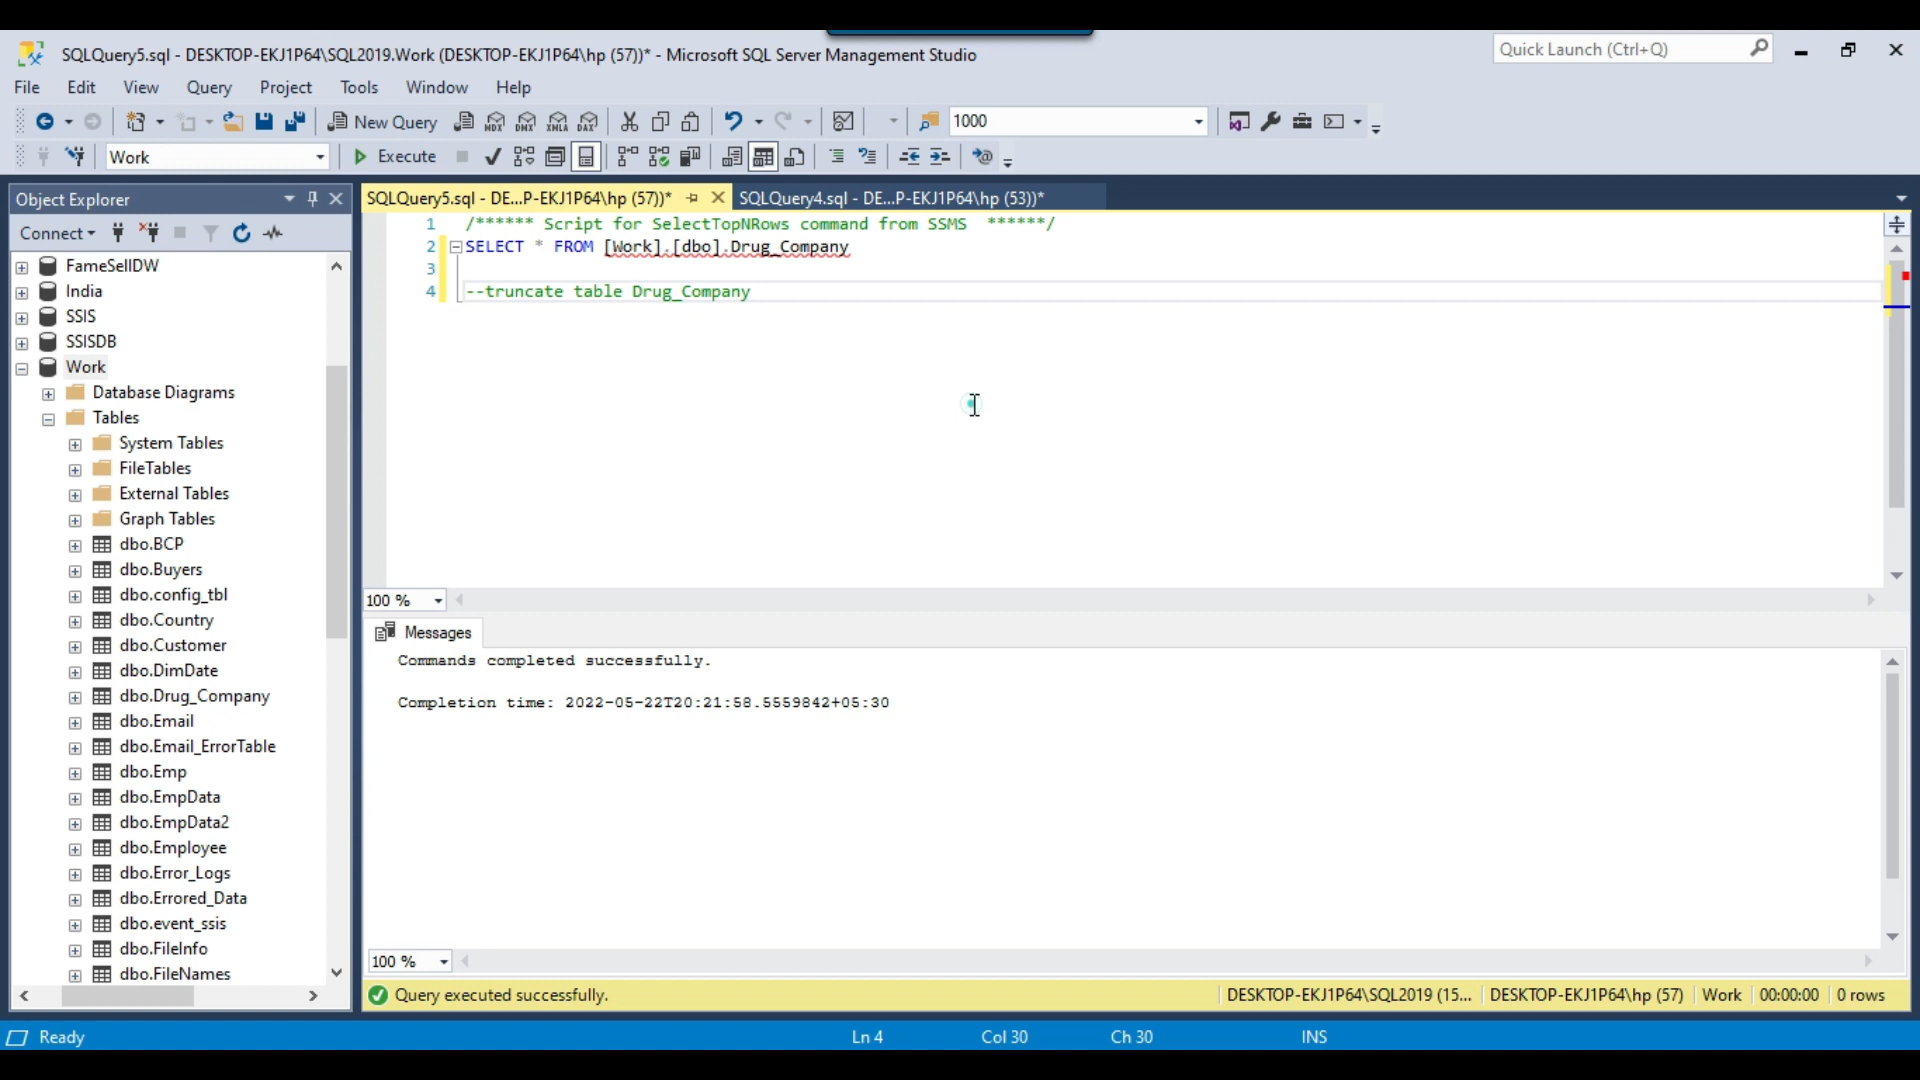 SQLQuery5.sql - DESKTOP-EKJ1P64\SQL2019.Work (DESKTOP-EKJ1P64\hp (57))* - Microsoft SQL Server Management Studio
Quick Launch (Ctrl+Q)
File Edit View Query Project Tools Window Help
New Query MDX DMX XMLA DAX 1000
Work Execute
Object Explorer
SQLQuery5.sql - DE...P-EKJ1P64\hp (57))* SQLQuery4.sql - DE...P-EKJ1P64\hp (53))*
Connect
FameSellDW
India
SSIS
SSISDB
Work
Database Diagrams
Tables
System Tables
FileTables
External Tables
Graph Tables
dbo.BCP
dbo.Buyers
dbo.config_tbl
dbo.Country
dbo.Customer
dbo.DimDate
dbo.Drug_Company
dbo.Email
dbo.Email_ErrorTable
dbo.Emp
dbo.EmpData
dbo.EmpData2
dbo.Employee
dbo.Error_Logs
dbo.Errored_Data
dbo.event_ssis
dbo.FileInfo
dbo.FileNames
1 /****** Script for SelectTopNRows command from SSMS ******/
2 SELECT * FROM [Work].[dbo].Drug_Company
3
4 --truncate table Drug_Company
100 %
Messages
Commands completed successfully.
Completion time: 2022-05-22T20:21:58.5559842+05:30
100 %
Query executed successfully. DESKTOP-EKJ1P64\SQL2019 (15... DESKTOP-EKJ1P64\hp (57) Work 00:00:00 0 rows
Ready Ln 4 Col 30 Ch 30 INS